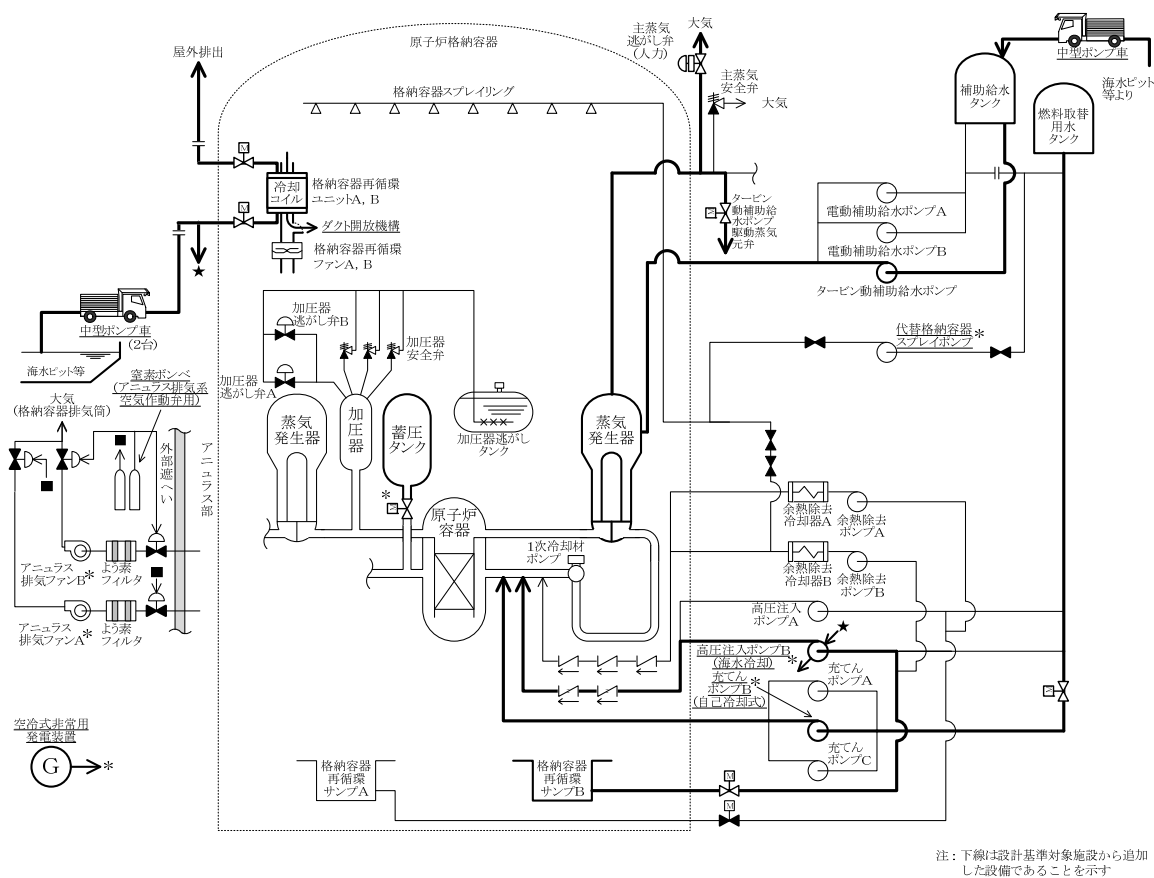 原子炉格納容器
屋外排出
格納容器スプレイリング
主蒸気
逃がし弁
(人力)
大気
主蒸気
安全弁
大気
中型ポンプ車
海水ピット
等より
補助給水
タンク
燃料取替
用水
タンク
M
冷却
コイル
格納容器再循環
ユニットA, B
M
ダクト開放機構
格納容器再循環
ファンA, B
★
タービン
動補助給
水ポンプ
駆動蒸気
元弁
M
電動補助給水ポンプA
電動補助給水ポンプB
タービン動補助給水ポンプ
中型ポンプ車
(2台)
海水ピット等
代替格納容器*
スプレイポンプ
加圧器
逃がし弁B
加圧器
安全弁
加圧器
逃がし弁A
窒素ボンベ
(アニュラス排気系
空気作動弁用)
大気
(格納容器排気筒)
外部遮へい
アニュラス部
蒸気
発生器
加圧器
蓄圧
タンク
加圧器逃がし
タンク
蒸気
発生器
*
M
原子炉
容器
1次冷却材
ポンプ
余熱除去
冷却器A
余熱除去
ポンプA
余熱除去
冷却器B
余熱除去
ポンプB
アニュラス
排気ファンB*
よう素
フィルタ
アニュラス
排気ファンA*
よう素
フィルタ
高圧注入
ポンプA
★
高圧注入ポンプB
(海水冷却)*
充てん*
ポンプB
(自己冷却式)
充てん
ポンプA
M
充てん
ポンプC
空冷式非常用
発電装置
G
*
格納容器
再循環
サンプA
格納容器
再循環
サンプB
M
M
注:下線は設計基準対象施設から追加
した設備であることを示す